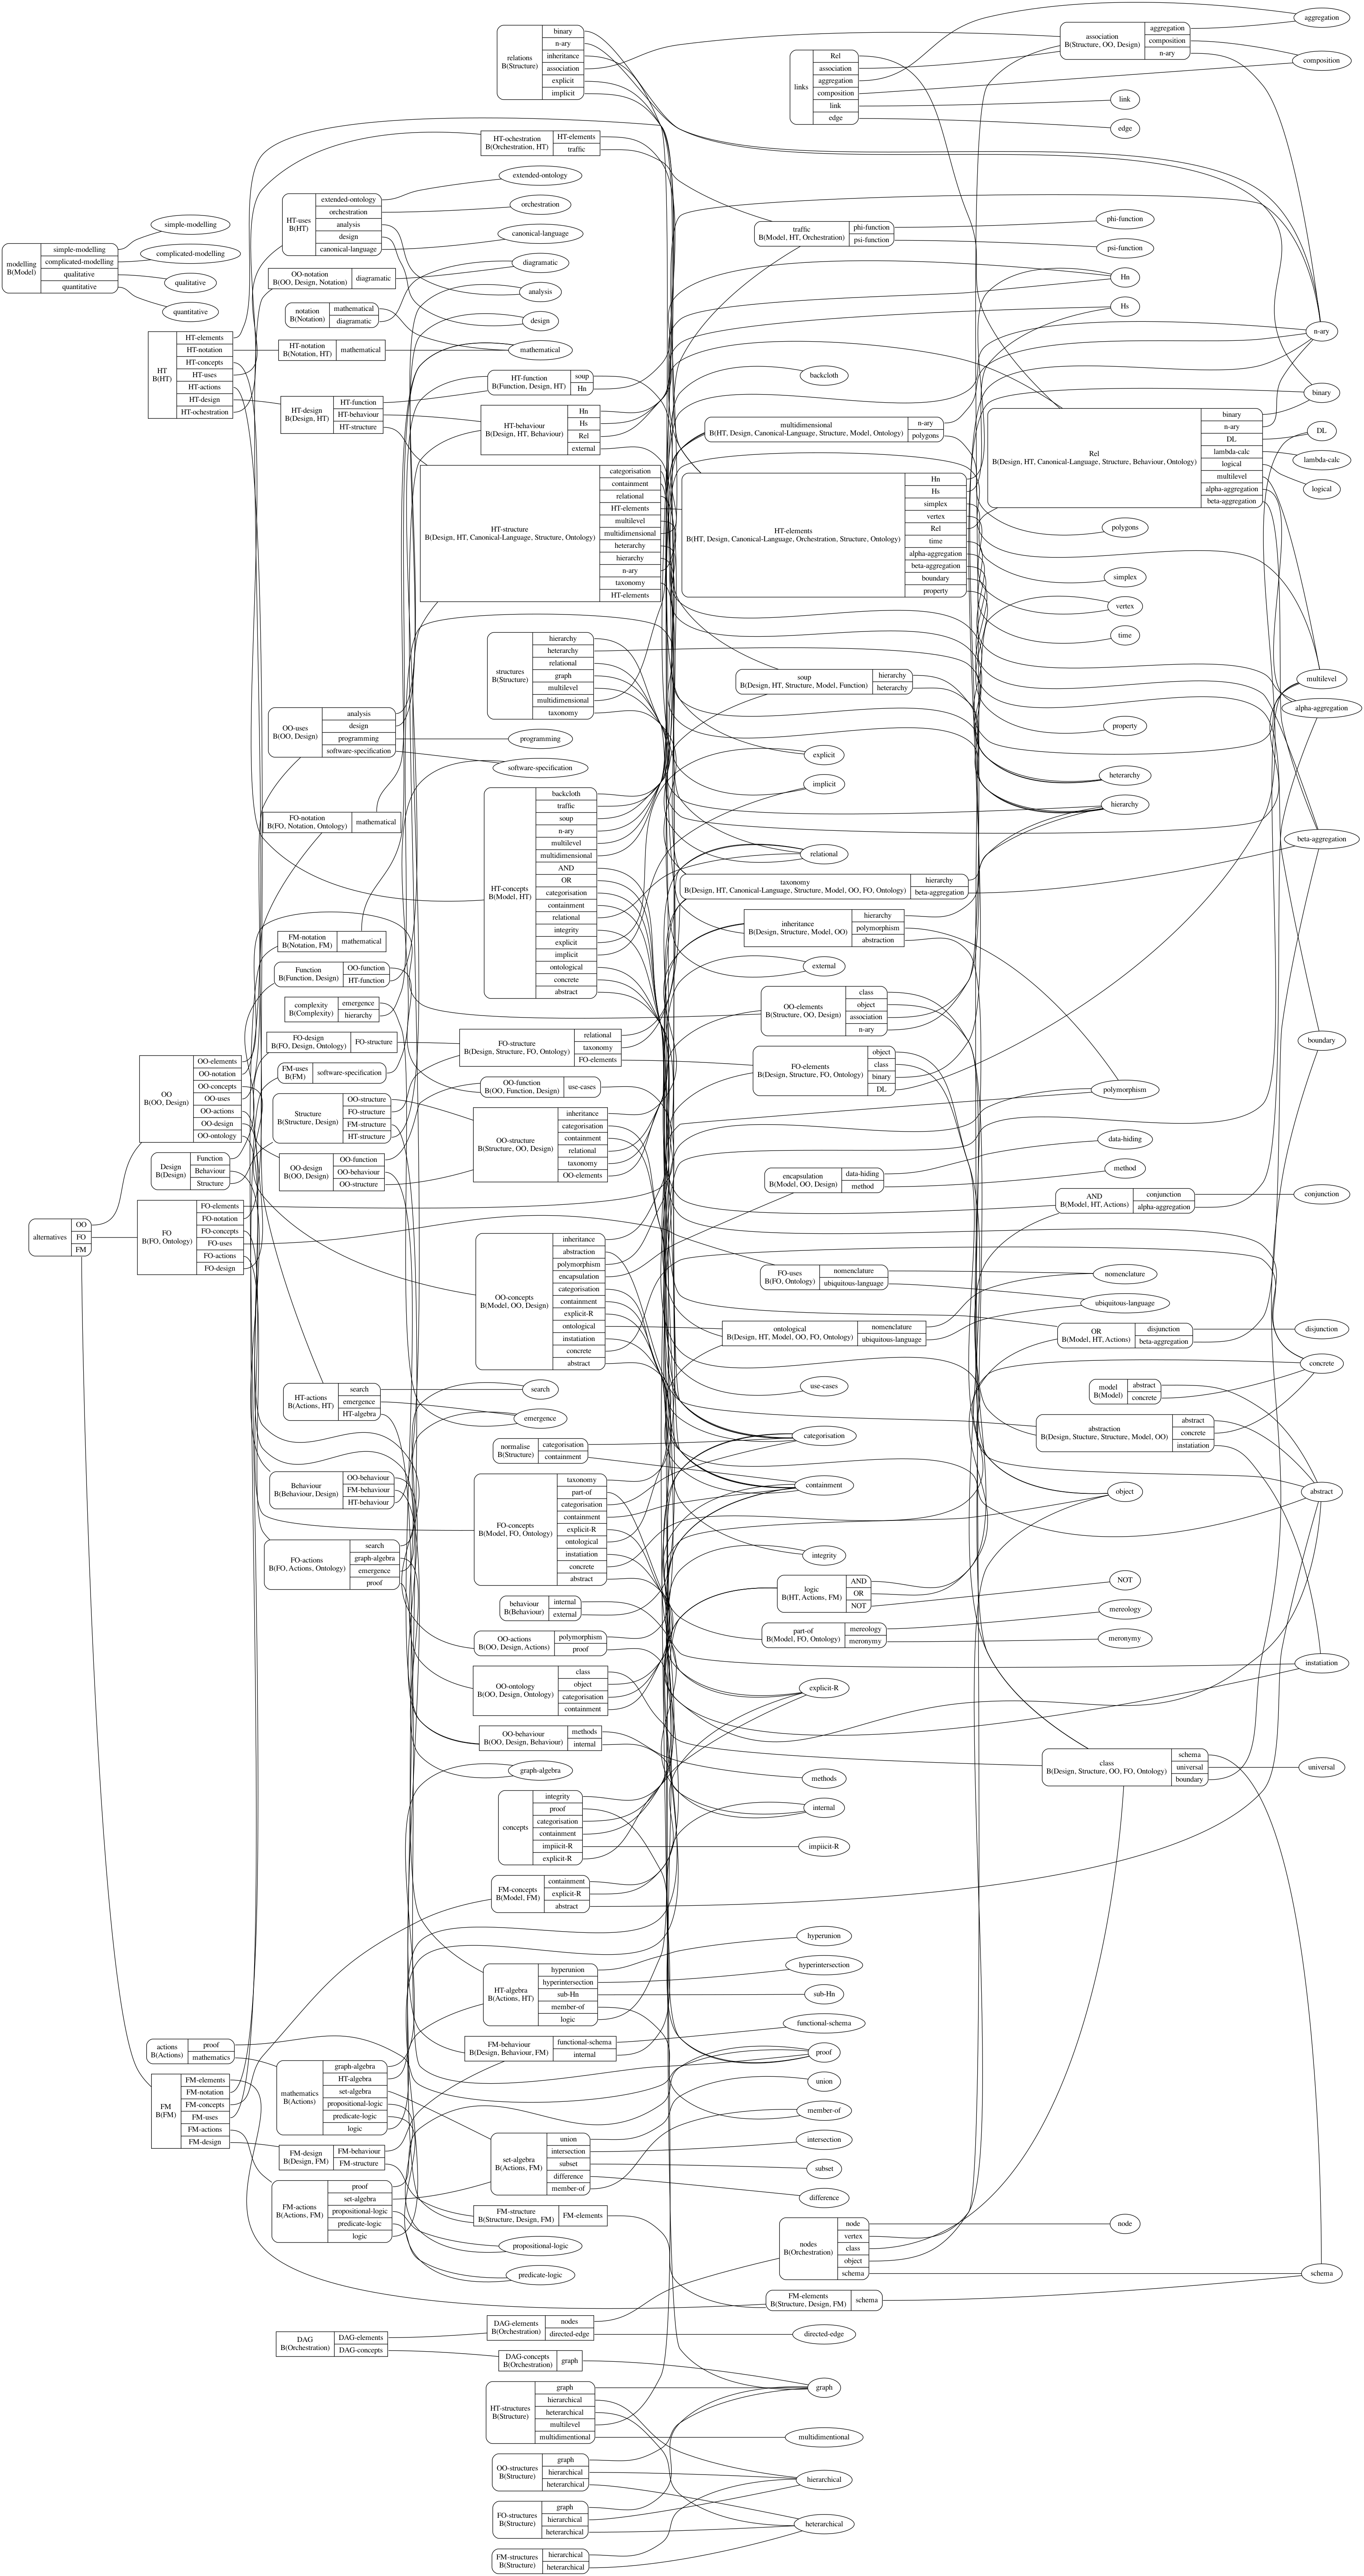 relations
B(Structure)
binary
n-ary
inheritance
association
explicit
implicit
links
Rel
association
aggregation
composition
link
edge
association
B(Structure, OO, Design)
aggregation
composition
n-ary
aggregation
composition
link
edge
HT-ochestration
B(Orchestration, HT)
HT-elements
traffic
extended-ontology
orchestration
canonical-language
diagramatic
analysis
design
mathematical
HT-uses
B(HT)
extended-ontology
orchestration
analysis
design
canonical-language
simple-modelling
complicated-modelling
qualitative
quantitative
modelling
B(Model)
simple-modelling
complicated-modelling
qualitative
quantitative
OO-notation
B(OO, Design, Notation)
diagramatic
notation
B(Notation)
mathematical
diagramatic
HT-notation
B(Notation, HT)
mathematical
HT
B(HT)
HT-elements
HT-notation
HT-concepts
HT-uses
HT-actions
HT-design
HT-ochestration
HT-design
B(Design, HT)
HT-function
HT-behaviour
HT-structure
HT-function
B(Function, Design, HT)
soup
Hn
HT-behaviour
B(Design, HT, Behaviour)
Hn
Hs
Rel
external
traffic
B(Model, HT, Orchestration)
phi-function
psi-function
phi-function
psi-function
Hn
Hs
n-ary
binary
DL
lambda-calc
logical
backcloth
multidimensional
B(HT, Design, Canonical-Language, Structure, Model, Ontology)
n-ary
polygons
Rel
B(Design, HT, Canonical-Language, Structure, Behaviour, Ontology)
binary
n-ary
DL
lambda-calc
logical
multilevel
alpha-aggregation
beta-aggregation
HT-structure
B(Design, HT, Canonical-Language, Structure, Ontology)
categorisation
containment
relational
HT-elements
multilevel
multidimensional
heterarchy
hierarchy
n-ary
taxonomy
HT-elements
HT-elements
B(HT, Design, Canonical-Language, Orchestration, Structure, Ontology)
Hn
Hs
simplex
vertex
Rel
time
alpha-aggregation
beta-aggregation
boundary
property
polygons
simplex
vertex
time
multilevel
alpha-aggregation
property
heterarchy
hierarchy
beta-aggregation
structures
B(Structure)
hierarchy
heterarchy
relational
graph
multilevel
multidimensional
taxonomy
soup
B(Design, HT, Structure, Model, Function)
hierarchy
heterarchy
OO-uses
B(OO, Design)
analysis
design
programming
software-specification
programming
software-specification
explicit
implicit
relational
FO-notation
B(FO, Notation, Ontology)
mathematical
HT-concepts
B(Model, HT)
backcloth
traffic
soup
n-ary
multilevel
multidimensional
AND
OR
categorisation
containment
relational
integrity
explicit
implicit
ontological
concrete
abstract
taxonomy
B(Design, HT, Canonical-Language, Structure, Model, OO, FO, Ontology)
hierarchy
beta-aggregation
inheritance
B(Design, Structure, Model, OO)
hierarchy
polymorphism
abstraction
external
FM-notation
B(Notation, FM)
mathematical
Function
B(Function, Design)
OO-function
HT-function
complexity
B(Complexity)
emergence
hierarchy
FO-design
B(FO, Design, Ontology)
FO-structure
FM-uses
B(FM)
software-specification
Structure
B(Structure, Design)
OO-structure
FO-structure
FM-structure
HT-structure
OO-design
B(OO, Design)
OO-function
OO-behaviour
OO-structure
OO
B(OO, Design)
OO-elements
OO-notation
OO-concepts
OO-uses
OO-actions
OO-design
OO-ontology
Design
B(Design)
Function
Behaviour
Structure
FO
B(FO, Ontology)
FO-elements
FO-notation
FO-concepts
FO-uses
FO-actions
FO-design
alternatives
OO
FO
FM
OO-elements
B(Structure, OO, Design)
class
object
association
n-ary
FO-structure
B(Design, Structure, FO, Ontology)
relational
taxonomy
FO-elements
FO-elements
B(Design, Structure, FO, Ontology)
object
class
binary
DL
boundary
polymorphism
OO-function
B(OO, Function, Design)
use-cases
OO-structure
B(Structure, OO, Design)
inheritance
categorisation
containment
relational
taxonomy
OO-elements
data-hiding
method
encapsulation
B(Model, OO, Design)
data-hiding
method
AND
B(Model, HT, Actions)
conjunction
alpha-aggregation
conjunction
OO-concepts
B(Model, OO, Design)
inheritance
abstraction
polymorphism
encapsulation
categorisation
containment
explicit-R
ontological
instatiation
concrete
abstract
FO-uses
B(FO, Ontology)
nomenclature
ubiquitous-language
nomenclature
ubiquitous-language
ontological
B(Design, HT, Model, OO, FO, Ontology)
nomenclature
ubiquitous-language
OR
B(Model, HT, Actions)
disjunction
beta-aggregation
disjunction
concrete
use-cases
model
B(Model)
abstract
concrete
HT-actions
B(Actions, HT)
search
emergence
HT-algebra
search
emergence
abstraction
B(Design, Stucture, Structure, Model, OO)
abstract
concrete
instatiation
normalise
B(Structure)
categorisation
containment
categorisation
containment
object
abstract
Behaviour
B(Behaviour, Design)
OO-behaviour
FM-behaviour
HT-behaviour
FO-concepts
B(Model, FO, Ontology)
taxonomy
part-of
categorisation
containment
explicit-R
ontological
instatiation
concrete
abstract
FO-actions
B(FO, Actions, Ontology)
search
graph-algebra
emergence
proof
integrity
logic
B(HT, Actions, FM)
AND
OR
NOT
NOT
behaviour
B(Behaviour)
internal
external
mereology
meronymy
part-of
B(Model, FO, Ontology)
mereology
meronymy
OO-actions
B(OO, Design, Actions)
polymorphism
proof
instatiation
OO-ontology
B(OO, Design, Ontology)
class
object
categorisation
containment
explicit-R
OO-behaviour
B(OO, Design, Behaviour)
methods
internal
class
B(Design, Structure, OO, FO, Ontology)
schema
universal
boundary
universal
graph-algebra
methods
internal
impiicit-R
concepts
integrity
proof
categorisation
containment
impiicit-R
explicit-R
FM-concepts
B(Model, FM)
containment
explicit-R
abstract
hyperunion
hyperintersection
sub-Hn
functional-schema
proof
union
member-of
intersection
subset
difference
HT-algebra
B(Actions, HT)
hyperunion
hyperintersection
sub-Hn
member-of
logic
actions
B(Actions)
proof
mathematics
FM
B(FM)
FM-elements
FM-notation
FM-concepts
FM-uses
FM-actions
FM-design
mathematics
B(Actions)
graph-algebra
HT-algebra
set-algebra
propositional-logic
predicate-logic
logic
FM-behaviour
B(Design, Behaviour, FM)
functional-schema
internal
FM-design
B(Design, FM)
FM-behaviour
FM-structure
set-algebra
B(Actions, FM)
union
intersection
subset
difference
member-of
FM-actions
B(Actions, FM)
proof
set-algebra
propositional-logic
predicate-logic
logic
FM-structure
B(Structure, Design, FM)
FM-elements
propositional-logic
predicate-logic
nodes
B(Orchestration)
node
vertex
class
object
schema
node
schema
FM-elements
B(Structure, Design, FM)
schema
DAG
B(Orchestration)
DAG-elements
DAG-concepts
DAG-elements
B(Orchestration)
nodes
directed-edge
directed-edge
DAG-concepts
B(Orchestration)
graph
graph
HT-structures
B(Structure)
graph
hierarchical
heterarchical
multilevel
multidimentional
multidimentional
OO-structures
B(Structure)
graph
hierarchical
heterarchical
hierarchical
FO-structures
B(Structure)
graph
hierarchical
heterarchical
heterarchical
FM-structures
B(Structure)
hierarchical
heterarchical